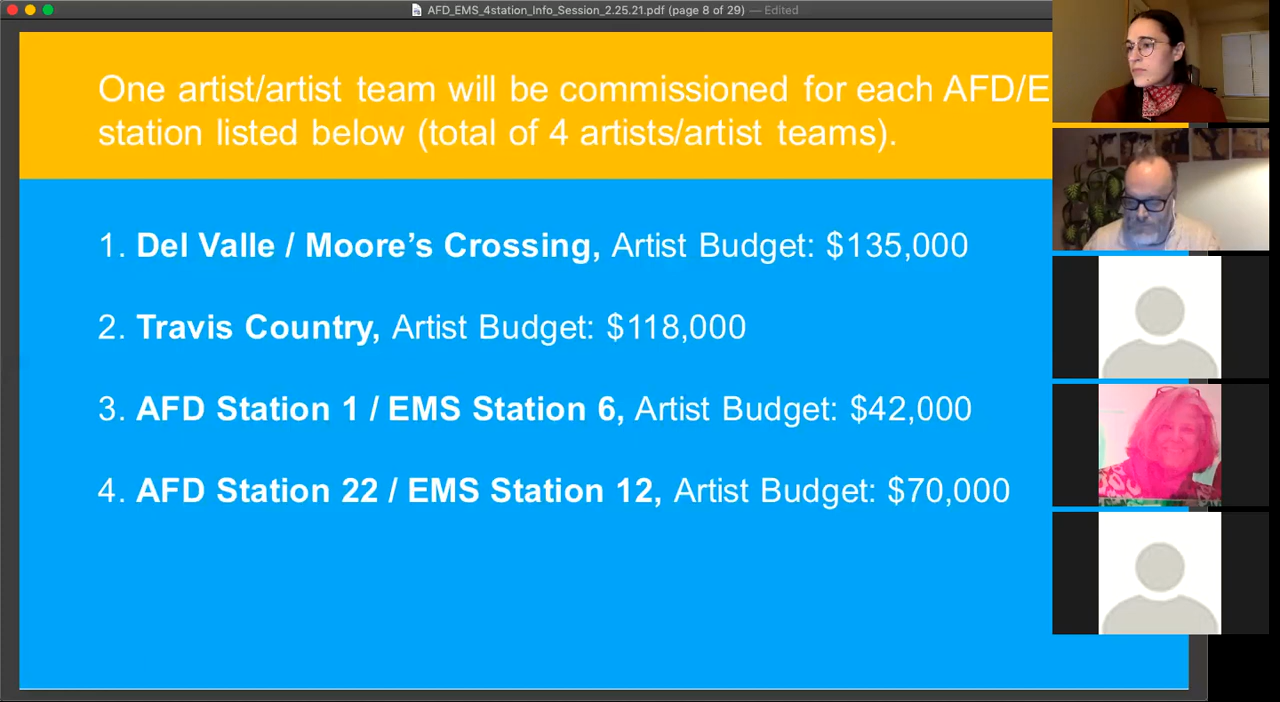 AFD_EMS_4station_Info_Session_2.25.21.pdf (page 8 of 29) — Edited
One artist/artist team will be commissioned for each AFD/E
station listed below (total of 4 artists/artist teams).
1. Del Valle / Moore’s Crossing, Artist Budget: $135,000
2. Travis Country, Artist Budget: $118,000
3. AFD Station 1 / EMS Station 6, Artist Budget: $42,000
4. AFD Station 22 / EMS Station 12, Artist Budget: $70,000